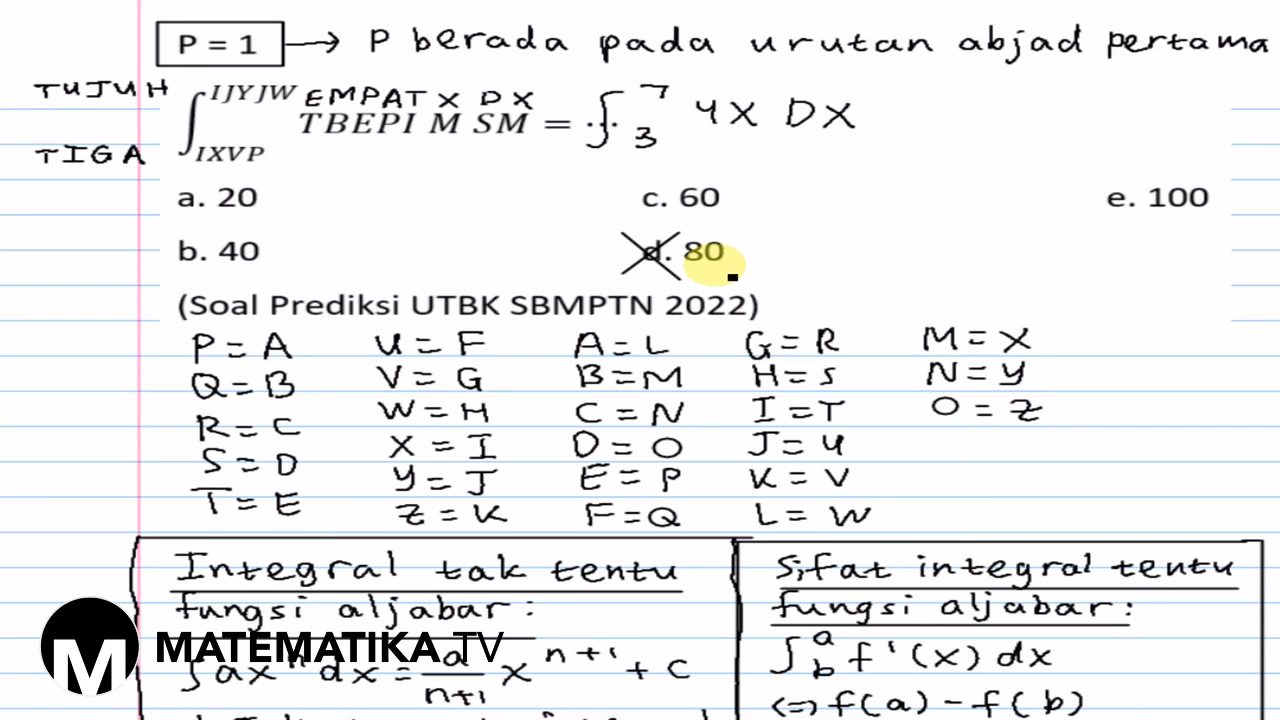 P = 1 → P berada pada urutan abjad pertama
TUJUH
∫ IJYJW EMPAT X DX
TBEPI M SM = ... ∫ 7 3 4X DX
TIGA IXVP
a. 20 c. 60 e. 100
b. 40 d. 80
(Soal Prediksi UTBK SBMPTN 2022)
P = A U = F A = L G = R M = X
Q = B V = G B = M H = S N = Y
R = C W = H C = N I = T O = Z
S = D X = I D = O J = U
T = E Y = J E = P K = V
Z = K F = Q L = W
Integral tak tentu Sifat integral tentu
fungsi aljabar : fungsi aljabar :
MATEMATIKA.TV
∫ ax^n dx = a/n+1 x^n+1 + c ∫ a b f'(x) dx
<=> f(a) - f(b)